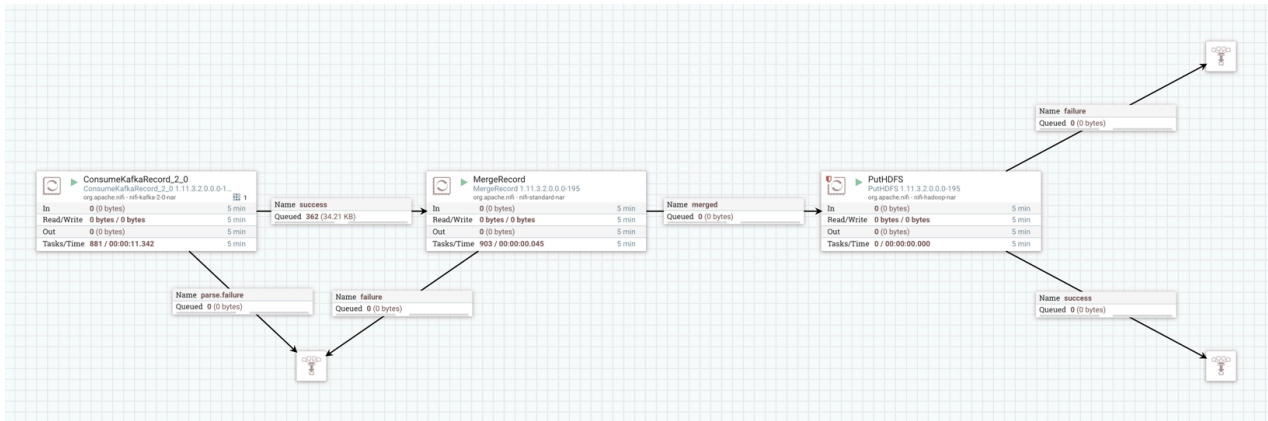 Name failure
Queued 0 (0 bytes)
ConsumeKafkaRecord_2_0
ConsumeKafkaRecord_2_0 1.11.3.2.0.0.0-1...
org.apache.nifi - nifi-kafka-2-0-nar
1
In 0 (0 bytes) 5 min
Read/Write 0 bytes / 0 bytes 5 min
Out 0 (0 bytes) 5 min
Tasks/Time 881 / 00:00:11.342 5 min
Name success
Queued 362 (34.21 KB)
MergeRecord
MergeRecord 1.11.3.2.0.0.0-195
org.apache.nifi - nifi-standard-nar
In 0 (0 bytes) 5 min
Read/Write 0 bytes / 0 bytes 5 min
Out 0 (0 bytes) 5 min
Tasks/Time 903 / 00:00:00.045 5 min
Name merged
Queued 0 (0 bytes)
PutHDFS
PutHDFS 1.11.3.2.0.0.0-195
org.apache.nifi - nifi-hadoop-nar
In 0 (0 bytes) 5 min
Read/Write 0 bytes / 0 bytes 5 min
Out 0 (0 bytes) 5 min
Tasks/Time 0 / 00:00:00.000 5 min
Name parse.failure
Queued 0 (0 bytes)
Name failure
Queued 0 (0 bytes)
Name success
Queued 0 (0 bytes)